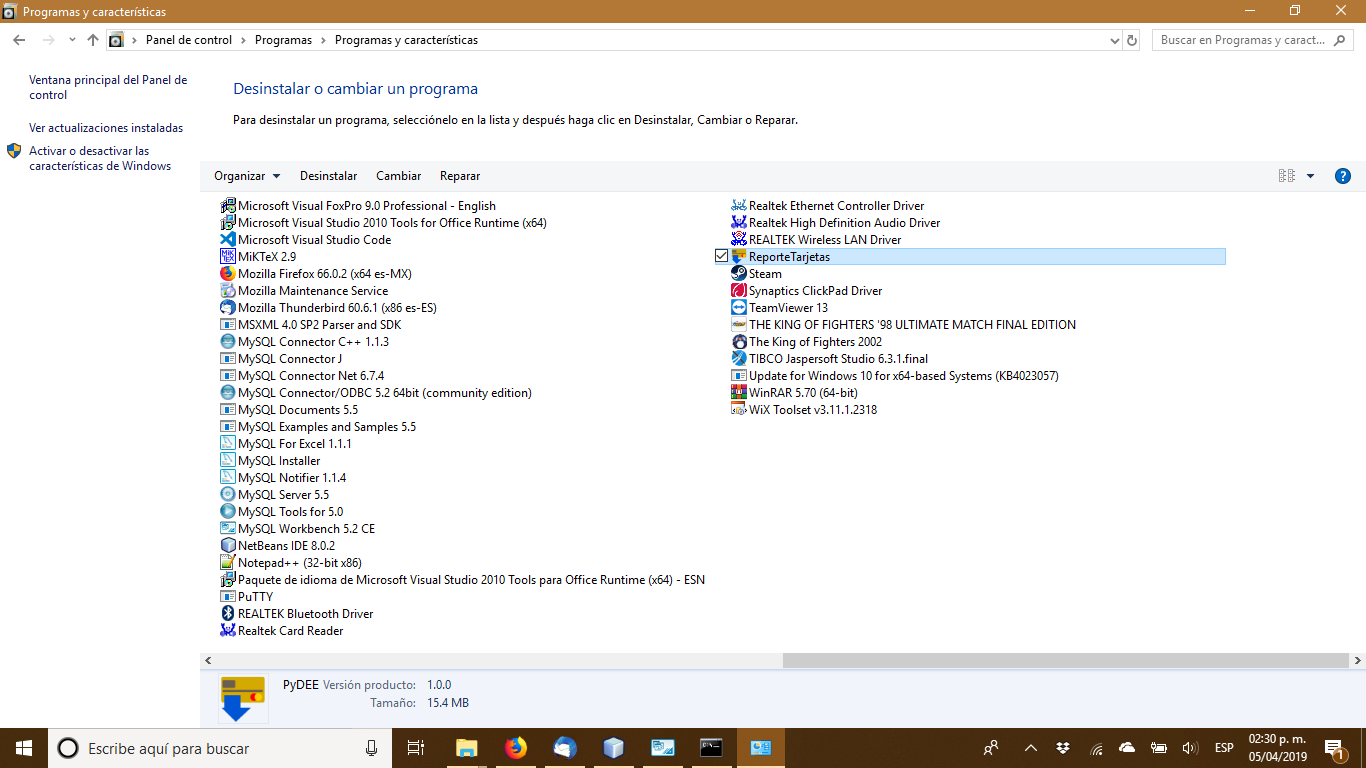 Programas y características
Panel de control
Programas
Programas y características
Buscar en Programas y caract...
Ventana principal del Panel de
control
Ver actualizaciones instaladas
Activar o desactivar las
características de Windows
Desinstalar o cambiar un programa
Para desinstalar un programa, selecciónelo en la lista y después haga clic en Desinstalar, Cambiar o Reparar.
Organizar
Desinstalar
Cambiar
Reparar
Microsoft Visual FoxPro 9.0 Professional - English
Microsoft Visual Studio 2010 Tools for Office Runtime (x64)
Microsoft Visual Studio Code
MiKTeX 2.9
Mozilla Firefox 66.0.2 (x64 es-MX)
Mozilla Maintenance Service
Mozilla Thunderbird 60.6.1 (x86 es-ES)
MSXML 4.0 SP2 Parser and SDK
MySQL Connector C++ 1.1.3
MySQL Connector J
MySQL Connector Net 6.7.4
MySQL Connector/ODBC 5.2 64bit (community edition)
MySQL Documents 5.5
MySQL Examples and Samples 5.5
MySQL For Excel 1.1.1
MySQL Installer
MySQL Notifier 1.1.4
MySQL Server 5.5
MySQL Tools for 5.0
MySQL Workbench 5.2 CE
NetBeans IDE 8.0.2
Notepad++ (32-bit x86)
Paquete de idioma de Microsoft Visual Studio 2010 Tools para Office Runtime (x64) - ESN
PuTTY
REALTEK Bluetooth Driver
Realtek Card Reader
Realtek Ethernet Controller Driver
Realtek High Definition Audio Driver
REALTEK Wireless LAN Driver
ReporteTarjetas
Steam
Synaptics ClickPad Driver
TeamViewer 13
THE KING OF FIGHTERS '98 ULTIMATE MATCH FINAL EDITION
The King of Fighters 2002
TIBCO Jaspersoft Studio 6.3.1.final
Update for Windows 10 for x64-based Systems (KB4023057)
WinRAR 5.70 (64-bit)
WiX Toolset v3.11.1.2318
PyDEE Versión producto: 1.0.0
Tamaño: 15.4 MB
Escribe aquí para buscar
ESP
02:30 p. m.
05/04/2019
1